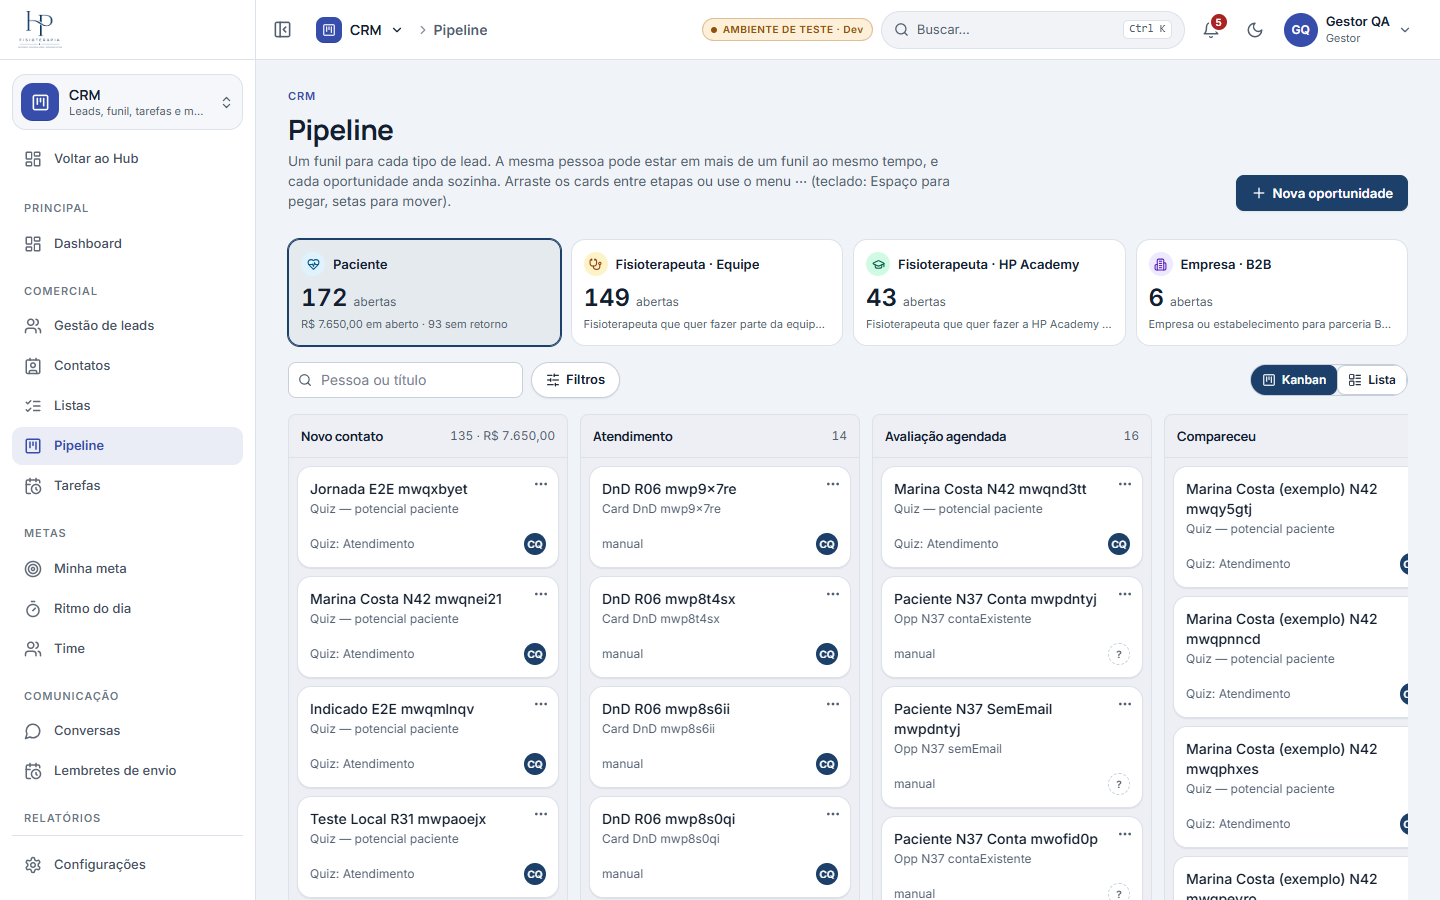 HP
FISIOTERAPIA
CRM
Pipeline
AMBIENTE DE TESTE · Dev
Buscar...
Ctrl K
5
GQ
Gestor QA
Gestor
CRM
Leads, funil, tarefas e m...
Voltar ao Hub
PRINCIPAL
Dashboard
COMERCIAL
Gestão de leads
Contatos
Listas
Pipeline
Tarefas
METAS
Minha meta
Ritmo do dia
Time
COMUNICAÇÃO
Conversas
Lembretes de envio
RELATÓRIOS
Configurações
CRM
Pipeline
Um funil para cada tipo de lead. A mesma pessoa pode estar em mais de um funil ao mesmo tempo, e
cada oportunidade anda sozinha. Arraste os cards entre etapas ou use o menu ··· (teclado: Espaço para
pegar, setas para mover).
Nova oportunidade
Paciente
172 abertas
R$ 7.650,00 em aberto · 93 sem retorno
Fisioterapeuta · Equipe
149 abertas
Fisioterapeuta que quer fazer parte da equip...
Fisioterapeuta · HP Academy
43 abertas
Fisioterapeuta que quer fazer a HP Academy ...
Empresa · B2B
6 abertas
Empresa ou estabelecimento para parceria B...
Pessoa ou título
Filtros
Kanban
Lista
Novo contato 135 · R$ 7.650,00
Jornada E2E mwqxbyet
Quiz — potencial paciente
Quiz: Atendimento CQ
Marina Costa N42 mwqnei21
Quiz — potencial paciente
Quiz: Atendimento CQ
Indicado E2E mwqmlnqv
Quiz — potencial paciente
Quiz: Atendimento CQ
Teste Local R31 mwpaoejx
Quiz — potencial paciente
Quiz: Atendimento CQ
Atendimento 14
DnD R06 mwp9x7re
Card DnD mwp9x7re
manual CQ
DnD R06 mwp8t4sx
Card DnD mwp8t4sx
manual CQ
DnD R06 mwp8s6ii
Card DnD mwp8s6ii
manual CQ
DnD R06 mwp8s0qi
Card DnD mwp8s0qi
manual CQ
Avaliação agendada 16
Marina Costa N42 mwqnd3tt
Quiz — potencial paciente
Quiz: Atendimento CQ
Paciente N37 Conta mwpdntyj
Opp N37 contaExistente
manual ?
Paciente N37 SemEmail
mwpdntyj
Opp N37 semEmail
manual ?
Paciente N37 Conta mwofid0p
Opp N37 contaExistente
manual ?
Compareceu
Marina Costa (exemplo) N42
mwqy5gtj
Quiz — potencial paciente
Quiz: Atendimento
Marina Costa (exemplo) N42
mwqpnncd
Quiz — potencial paciente
Quiz: Atendimento
Marina Costa (exemplo) N42
mwqphxes
Quiz — potencial paciente
Quiz: Atendimento
Marina Costa (exemplo) N42